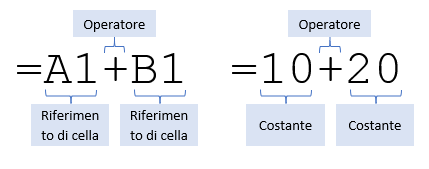 Operatore Operatore
=A1+B1 =10+20
Riferimen
to di cella
Riferimen
to di cella
Costante Costante